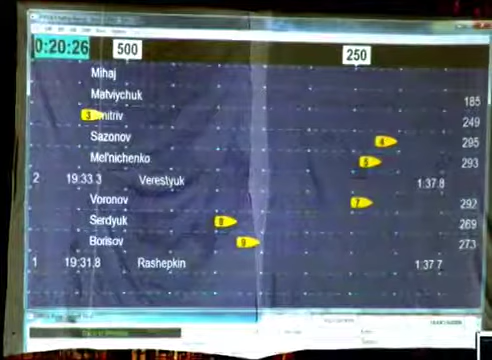 0:20:26 500 250
Mihaj
Matviychuk 185
3 mitriv 249
Sazonov 4 295
Mel'nichenko 5 293
2 19:33.3 Verestyuk 1:37.8
Voronov 7 292
Serdyuk 8 269
Borisov 9 273
1 19:31.8 Rashepkin 1:37.7